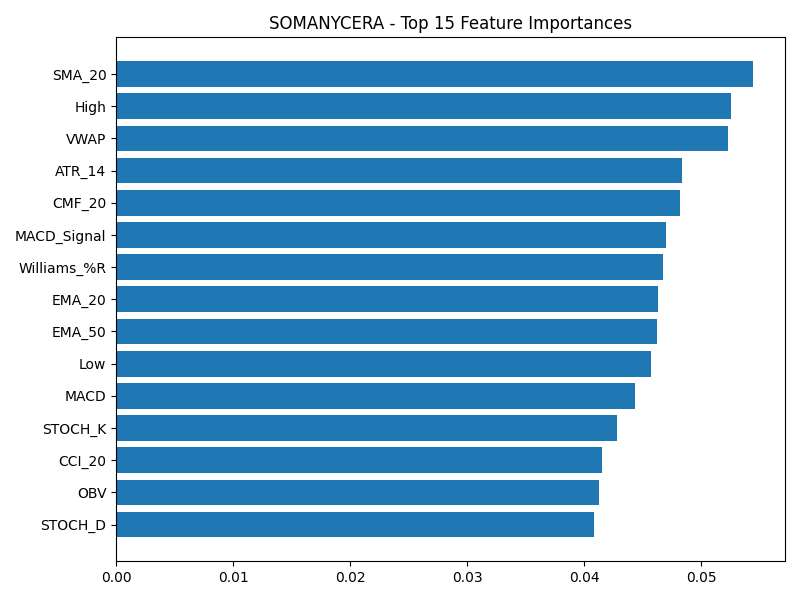 SOMANYCERA - Top 15 Feature Importances
SMA_20
High
VWAP
ATR_14
CMF_20
MACD_Signal
Williams_%R
EMA_20
EMA_50
Low
MACD
STOCH_K
CCI_20
OBV
STOCH_D
0.00 0.01 0.02 0.03 0.04 0.05